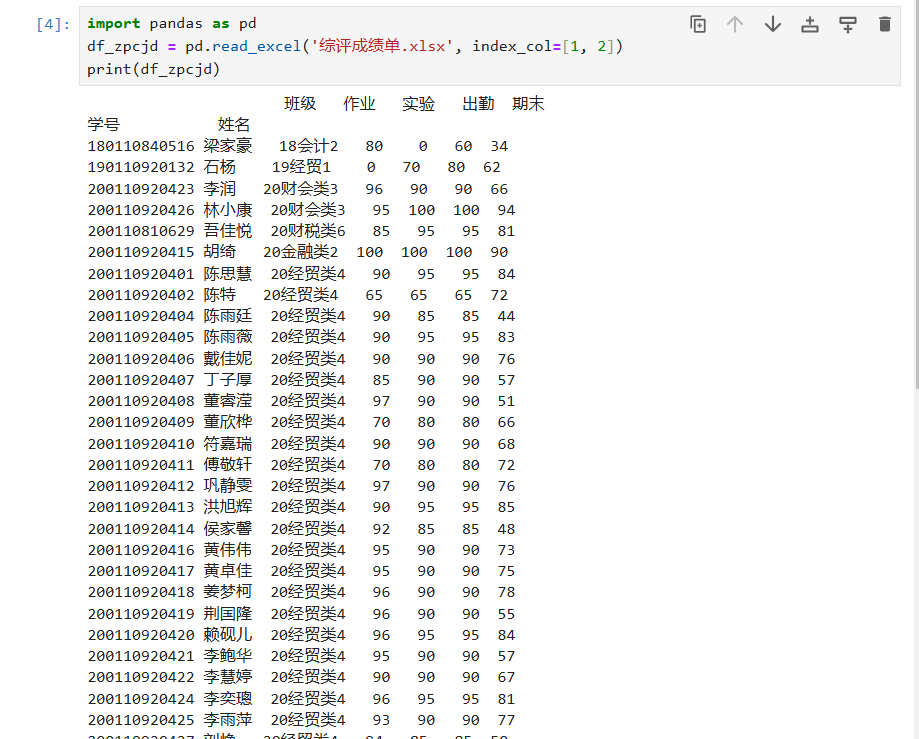 [4]: import pandas as pd
df_zpcjd = pd.read_excel('综评成绩单.xlsx', index_col=[1, 2])
print(df_zpcjd)
班级 作业 实验 出勤 期末
学号 姓名
180110840516 梁家豪 18会计2 80 0 60 34
190110920132 石杨 19经贸1 0 70 80 62
200110920423 李润 20财会类3 96 90 90 66
200110920426 林小康 20财会类3 95 100 100 94
200110810629 吾佳悦 20财税类6 85 95 95 81
200110920415 胡绮 20金融类2 100 100 100 90
200110920401 陈思慧 20经贸类4 90 95 95 84
200110920402 陈特 20经贸类4 65 65 65 72
200110920404 陈雨廷 20经贸类4 90 85 85 44
200110920405 陈雨薇 20经贸类4 90 95 95 83
200110920406 戴佳妮 20经贸类4 90 90 90 76
200110920407 丁子厚 20经贸类4 85 90 90 57
200110920408 董睿滢 20经贸类4 97 90 90 51
200110920409 董欣桦 20经贸类4 70 80 80 66
200110920410 符嘉瑞 20经贸类4 90 90 90 68
200110920411 傅敬轩 20经贸类4 70 80 80 72
200110920412 巩静雯 20经贸类4 97 90 90 76
200110920413 洪旭辉 20经贸类4 90 95 95 85
200110920414 侯家馨 20经贸类4 92 85 85 48
200110920416 黄伟伟 20经贸类4 95 90 90 73
200110920417 黄卓佳 20经贸类4 95 90 90 75
200110920418 姜梦柯 20经贸类4 96 90 90 78
200110920419 荆国隆 20经贸类4 96 90 90 55
200110920420 赖砚儿 20经贸类4 96 95 95 84
200110920421 李鲍华 20经贸类4 95 90 90 57
200110920422 李慧婷 20经贸类4 90 90 90 67
200110920424 李奕璁 20经贸类4 96 95 95 81
200110920425 李雨萍 20经贸类4 93 90 90 77